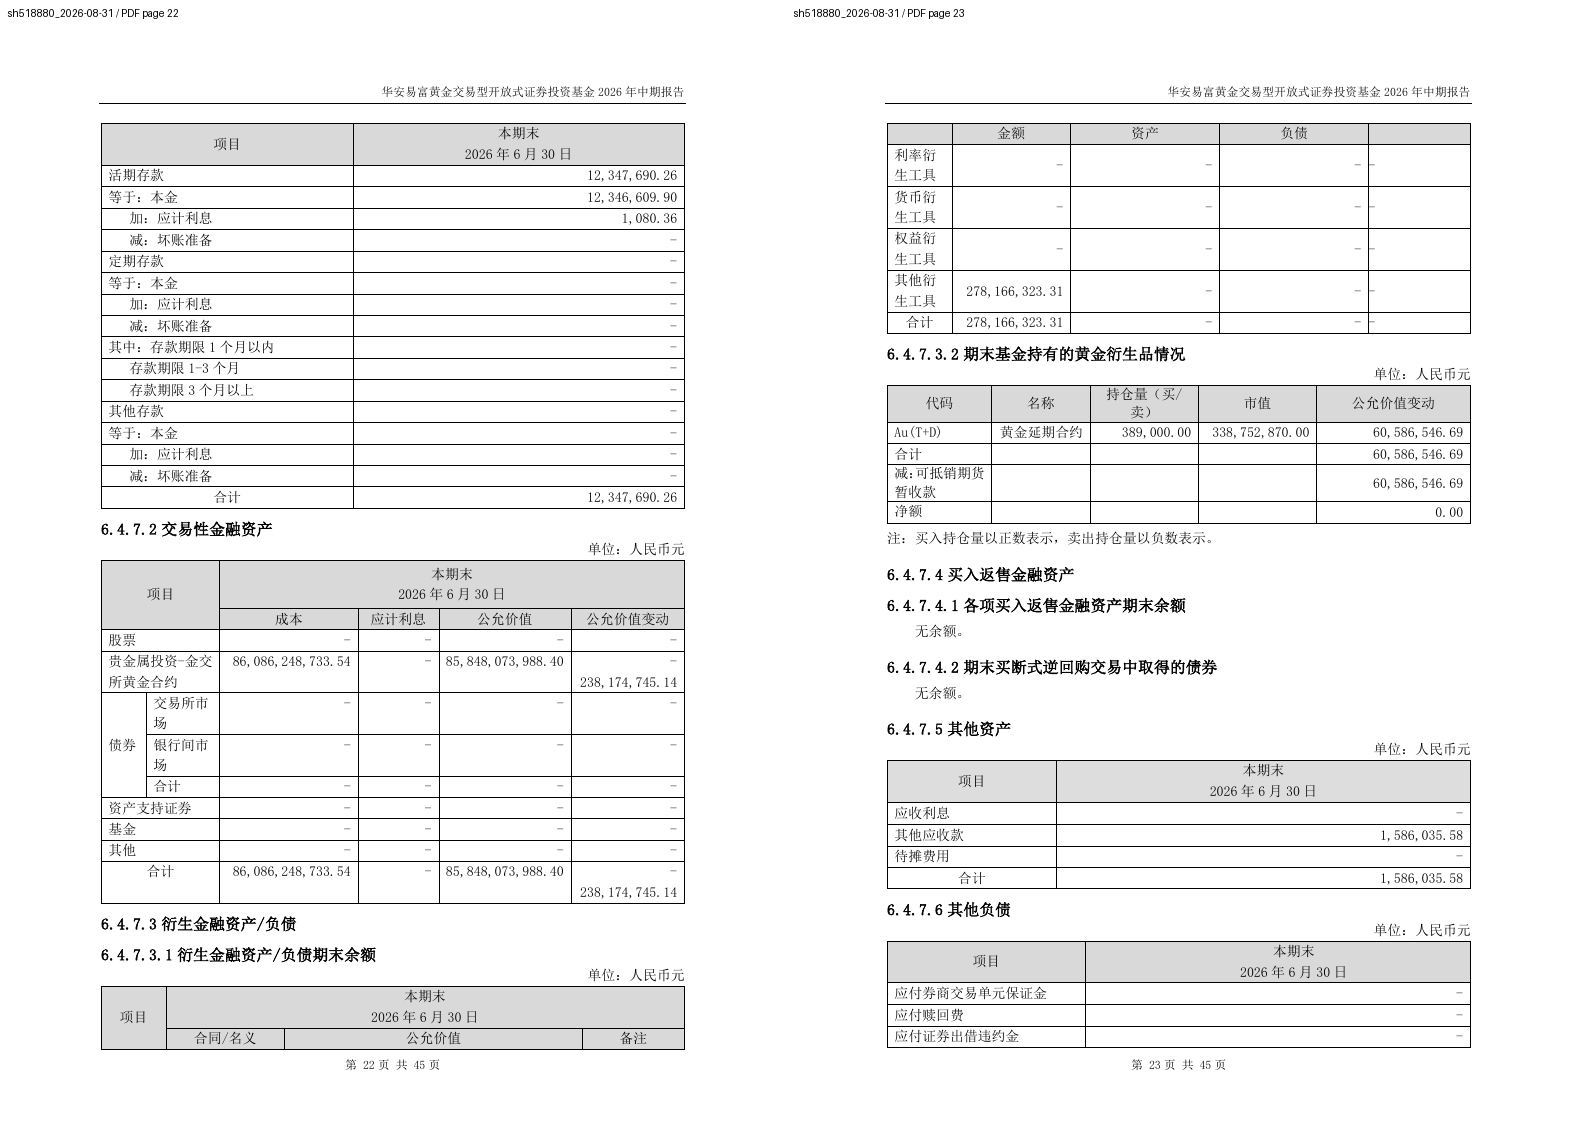 sh518880_2026-08-31 / PDF page 22
华安易富黄金交易型开放式证券投资基金 2026 年中期报告
项目 本期末
2026 年 6 月 30 日
活期存款 12,347,690.26
等于：本金 12,346,609.90
加：应计利息 1,080.36
减：坏账准备 -
定期存款 -
等于：本金 -
加：应计利息 -
减：坏账准备 -
其中：存款期限 1 个月以内 -
存款期限 1-3 个月 -
存款期限 3 个月以上 -
其他存款 -
等于：本金 -
加：应计利息 -
减：坏账准备 -
合计 12,347,690.26
6.4.7.2 交易性金融资产
单位：人民币元
项目 本期末
2026 年 6 月 30 日
成本 应计利息 公允价值 公允价值变动
股票 - - - -
贵金属投资-金交 86,086,248,733.54 - 85,848,073,988.40 -
所黄金合约 238,174,745.14
债券 交易所市 - - - -
场
银行间市 - - - -
场
合计 - - - -
资产支持证券 - - - -
基金 - - - -
其他 - - - -
合计 86,086,248,733.54 - 85,848,073,988.40 -
238,174,745.14
6.4.7.3 衍生金融资产/负债
6.4.7.3.1 衍生金融资产/负债期末余额
单位：人民币元
项目 本期末
2026 年 6 月 30 日
合同/名义 公允价值 备注
第 22 页 共 45 页
sh518880_2026-08-31 / PDF page 23
华安易富黄金交易型开放式证券投资基金 2026 年中期报告
金额 资产 负债
利率衍 - - - -
生工具
货币衍 - - - -
生工具
权益衍 - - - -
生工具
其他衍 278,166,323.31 - - -
生工具
合计 278,166,323.31 - - -
6.4.7.3.2 期末基金持有的黄金衍生品情况
单位：人民币元
代码 名称 持仓量（买/ 市值 公允价值变动
卖）
Au(T+D) 黄金延期合约 389,000.00 338,752,870.00 60,586,546.69
合计 60,586,546.69
减:可抵销期货 60,586,546.69
暂收款
净额 0.00
注：买入持仓量以正数表示，卖出持仓量以负数表示。
6.4.7.4 买入返售金融资产
6.4.7.4.1 各项买入返售金融资产期末余额
无余额。
6.4.7.4.2 期末买断式逆回购交易中取得的债券
无余额。
6.4.7.5 其他资产
单位：人民币元
项目 本期末
2026 年 6 月 30 日
应收利息 -
其他应收款 1,586,035.58
待摊费用 -
合计 1,586,035.58
6.4.7.6 其他负债
单位：人民币元
项目 本期末
2026 年 6 月 30 日
应付券商交易单元保证金 -
应付赎回费 -
应付证券出借违约金 -
第 23 页 共 45 页